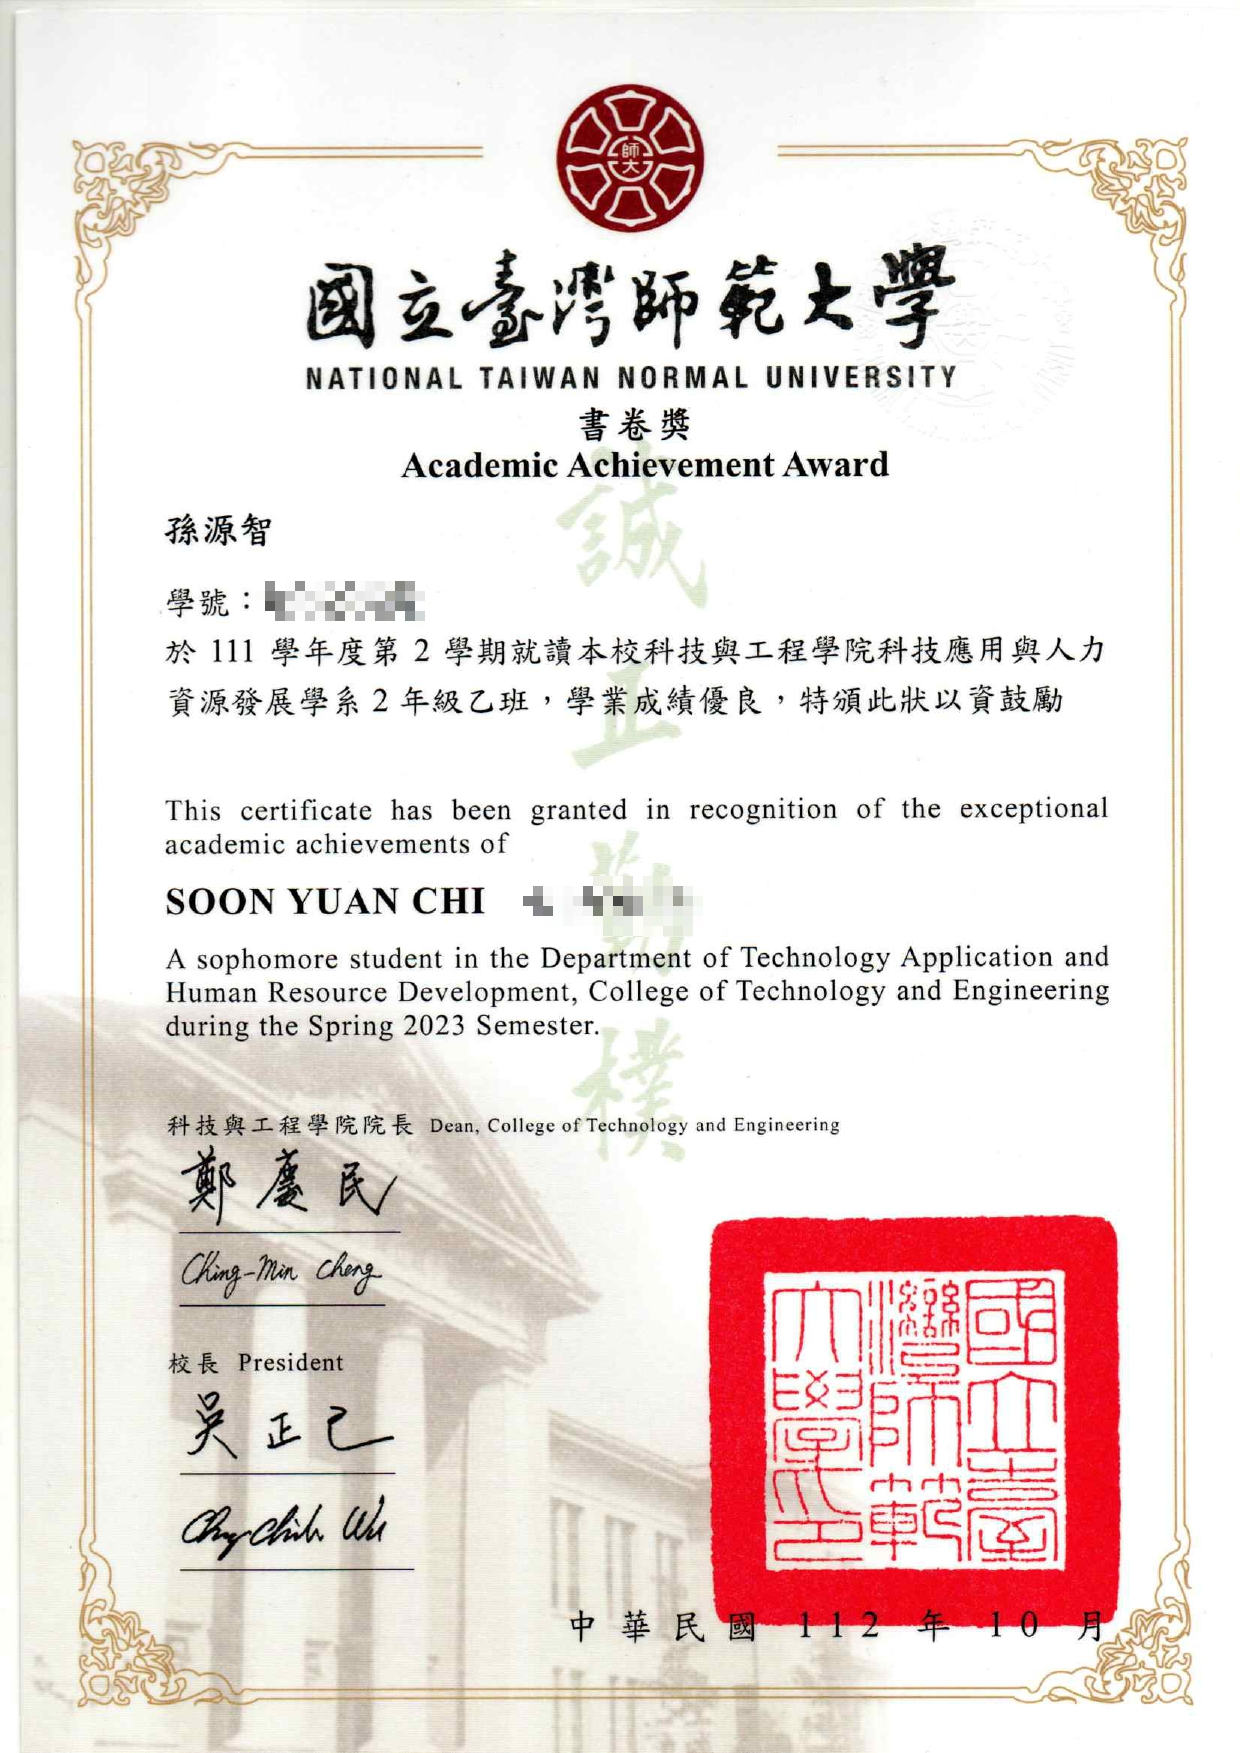 師大
國立臺灣師範大學
NATIONAL TAIWAN NORMAL UNIVERSITY
書卷獎
Academic Achievement Award
孫源智
學號：
於 111 學年度第 2 學期就讀本校科技與工程學院科技應用與人力
資源發展學系 2 年級乙班，學業成績優良，特頒此狀以資鼓勵
This certificate has been granted in recognition of the exceptional
academic achievements of
SOON YUAN CHI
A sophomore student in the Department of Technology Application and
Human Resource Development, College of Technology and Engineering
during the Spring 2023 Semester.
誠正勤樸
科技與工程學院院長 Dean, College of Technology and Engineering
鄭慶民
Ching-Min Cheng
校長 President
吳正己
國立臺
灣師範
大學印
中華民國 112 年 10 月